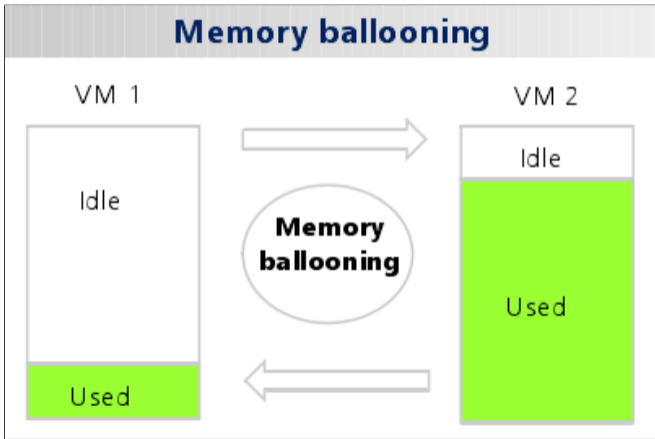 Memory ballooning
VM 1
VM 2
Idle
Idle
Memory
ballooning
Used
Used